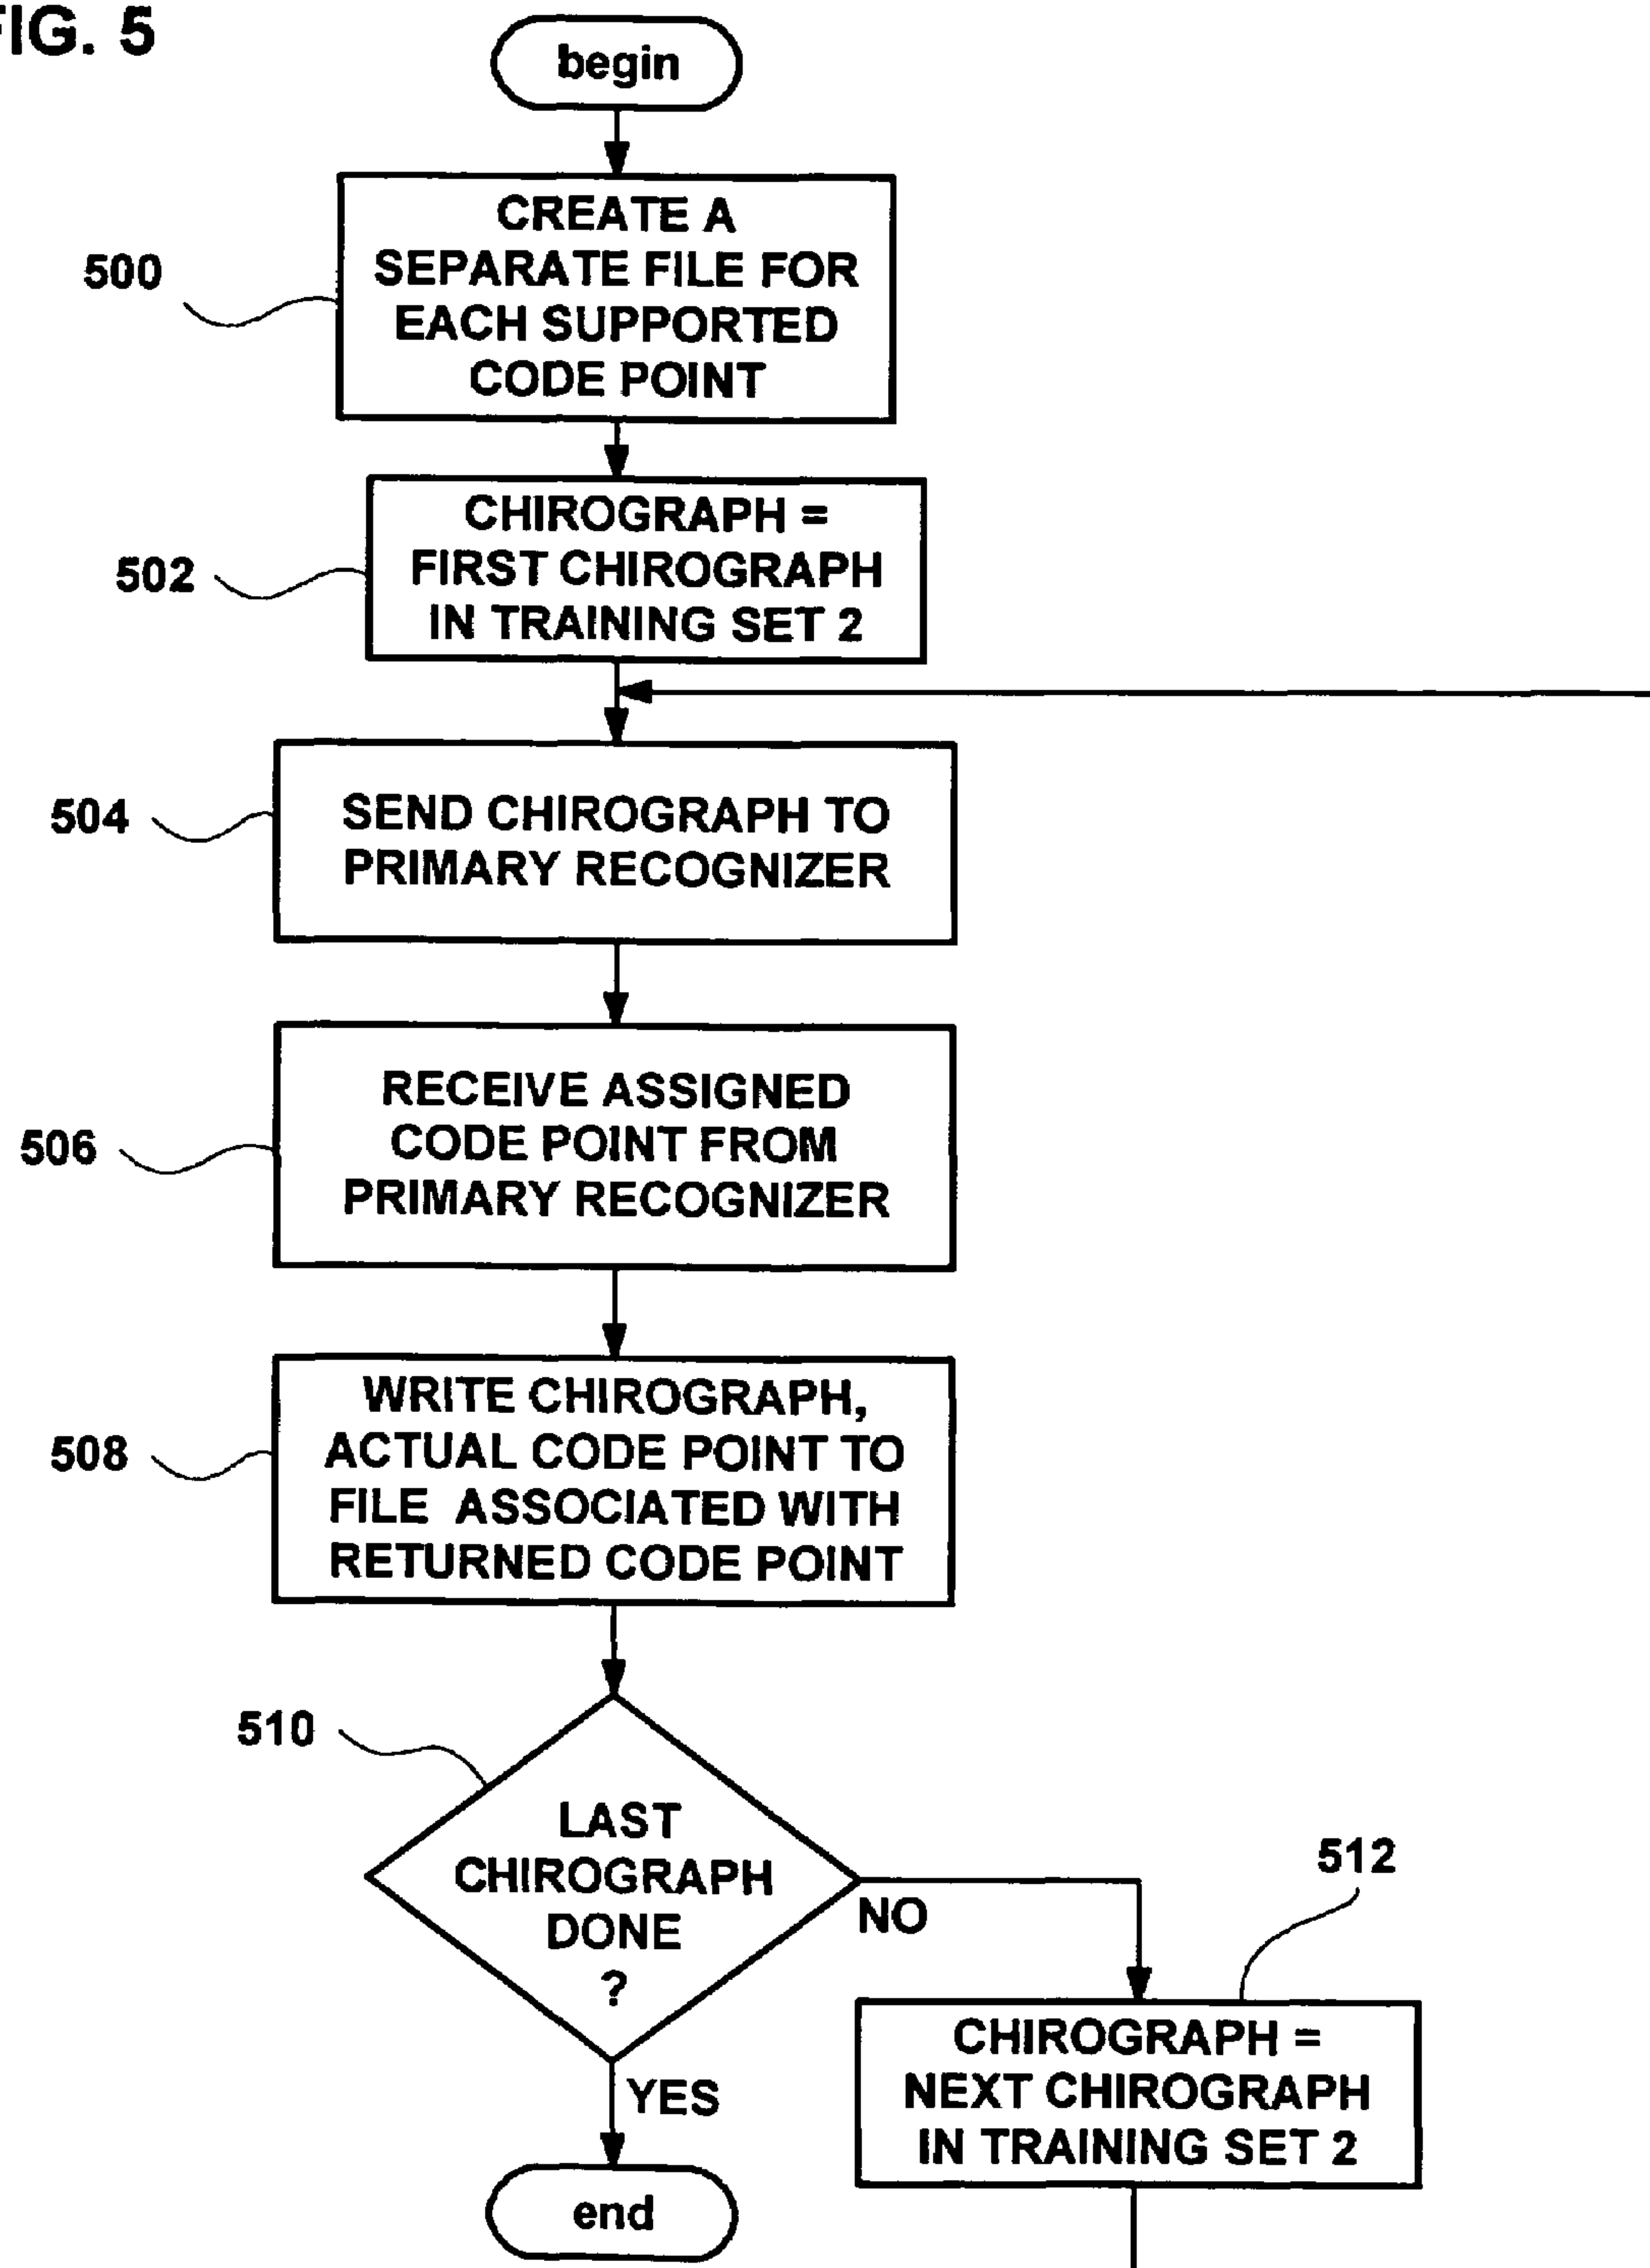 FIG. 5
begin
500
CREATE A
SEPARATE FILE FOR
EACH SUPPORTED
CODE POINT
502
CHIROGRAPH =
FIRST CHIROGRAPH
IN TRAINING SET 2
504
SEND CHIROGRAPH TO
PRIMARY RECOGNIZER
506
RECEIVE ASSIGNED
CODE POINT FROM
PRIMARY RECOGNIZER
508
WRITE CHIROGRAPH,
ACTUAL CODE POINT TO
FILE ASSOCIATED WITH
RETURNED CODE POINT
510
LAST
CHIROGRAPH
DONE
?
NO
YES
512
CHIROGRAPH =
NEXT CHIROGRAPH
IN TRAINING SET 2
end